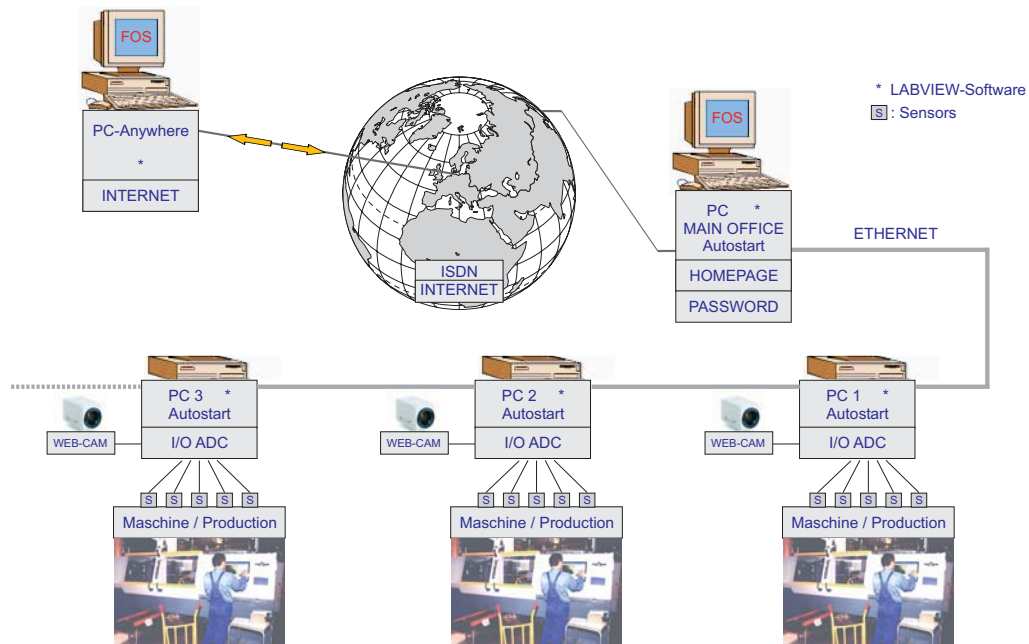 FOS
PC-Anywhere
*
INTERNET
ISDN
INTERNET
FOS
PC *
MAIN OFFICE
Autostart
HOMEPAGE
PASSWORD
* LABVIEW-Software
S : Sensors
ETHERNET
PC 3 *
Autostart
I/O ADC
WEB-CAM
S S S S S
Maschine / Production
PC 2 *
Autostart
I/O ADC
WEB-CAM
S S S S S
Maschine / Production
PC 1 *
Autostart
I/O ADC
WEB-CAM
S S S S S
Maschine / Production